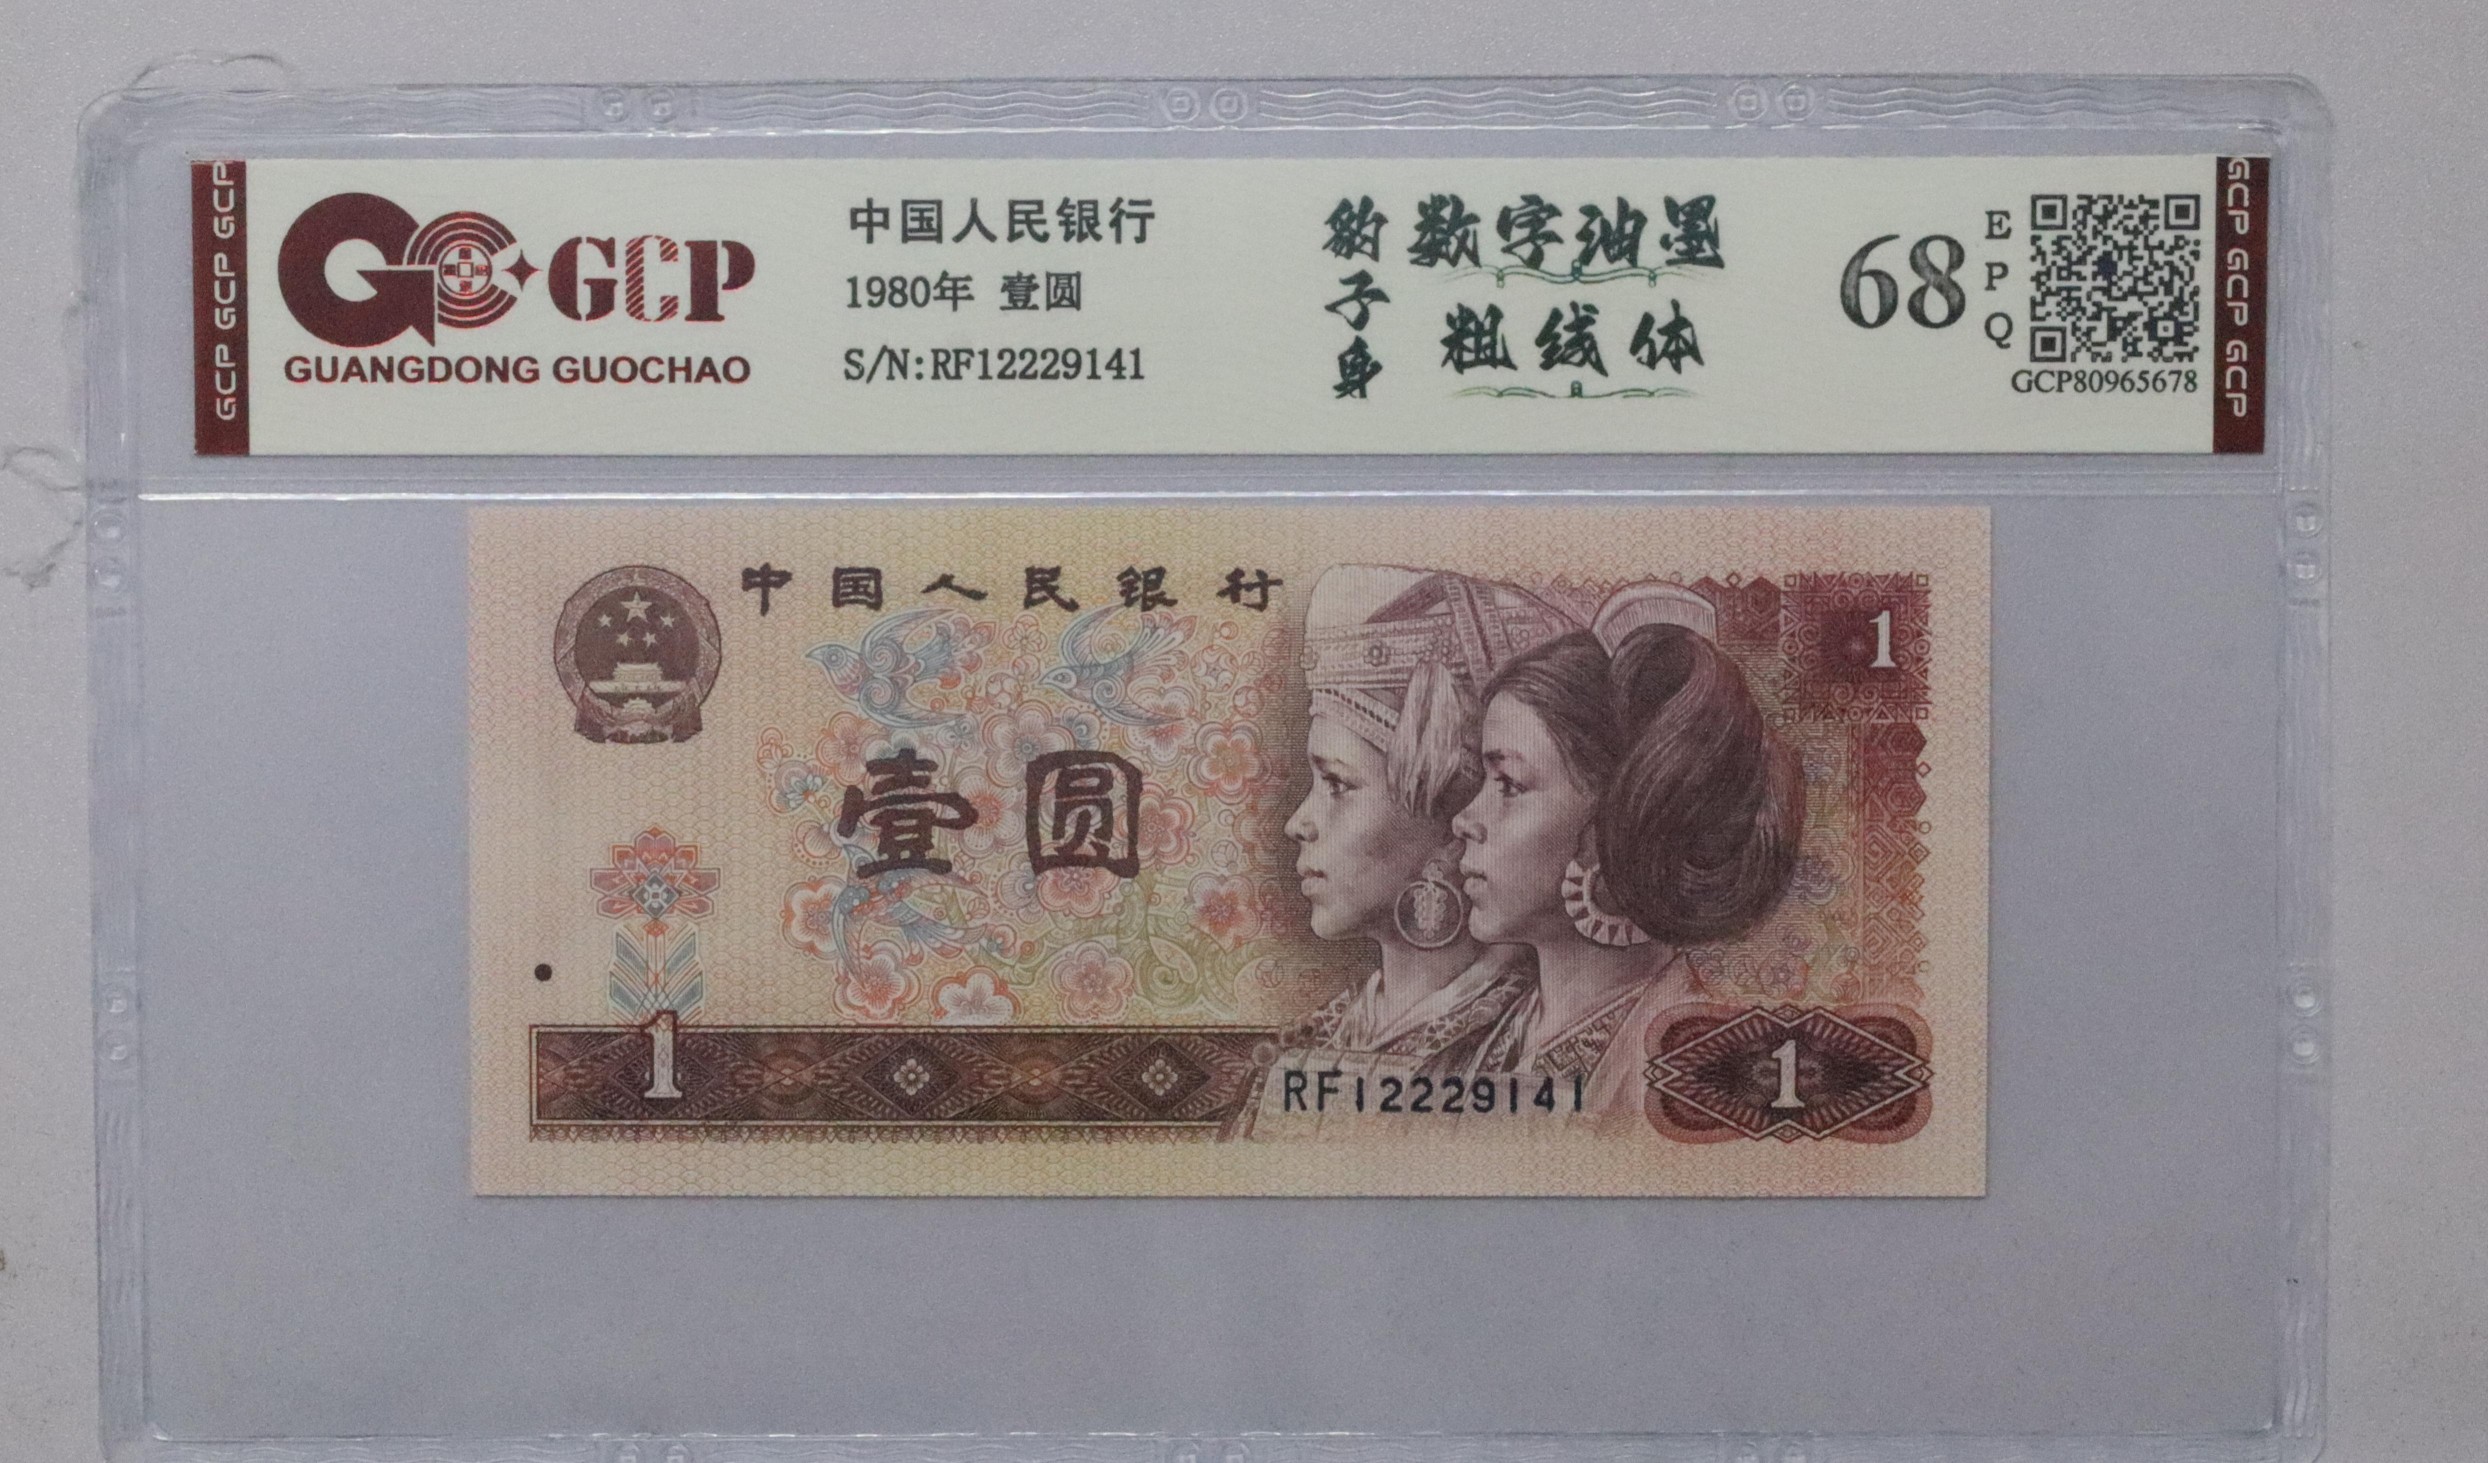 GCP GCP GCP
GCP
GUANGDONG GUOCHAO
中国人民银行
1980年 壹圆
S/N:RF12229141
豹子身
数字油墨
粗线体
68
EPQ
GCP80965678
GCP GCP GCP
中国人民银行
1
壹圆
1
RF12229141
1